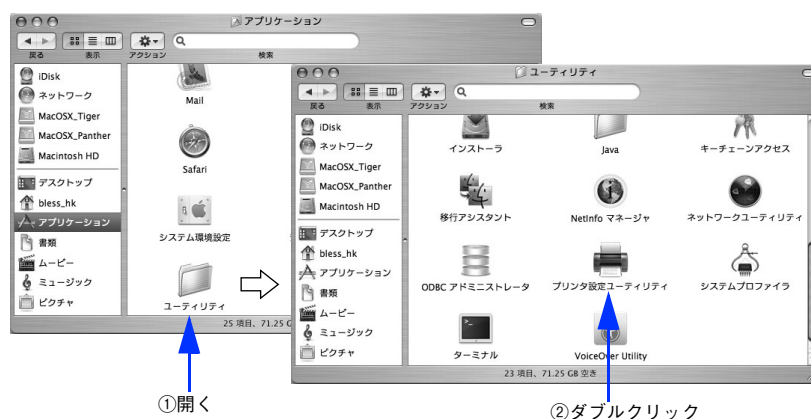 アプリケーション
戻る 表示 アクション 検索
iDisk
ネットワーク
MacOSX_Tiger
MacOSX_Panther
Macintosh HD
デスクトップ
bless_hk
アプリケーション
書類
ムービー
ミュージック
ピクチャ
Mail
Safari
システム環境設定
ユーティリティ
25 項目、71.25 G
ユーティリティ
戻る 表示 アクション 検索
iDisk
ネットワーク
MacOSX_Tiger
MacOSX_Panther
Macintosh HD
デスクトップ
bless_hk
アプリケーション
書類
ムービー
ミュージック
ピクチャ
インストーラ Java キーチェーンアクセス
移行アシスタント NetInfo マネージャ ネットワークユーティリティ
ODBC アドミニストレータ プリンタ設定ユーティリティ システムプロファイラ
ターミナル VoiceOver Utility
23 項目、71.25 GB 空き
①開く
②ダブルクリック